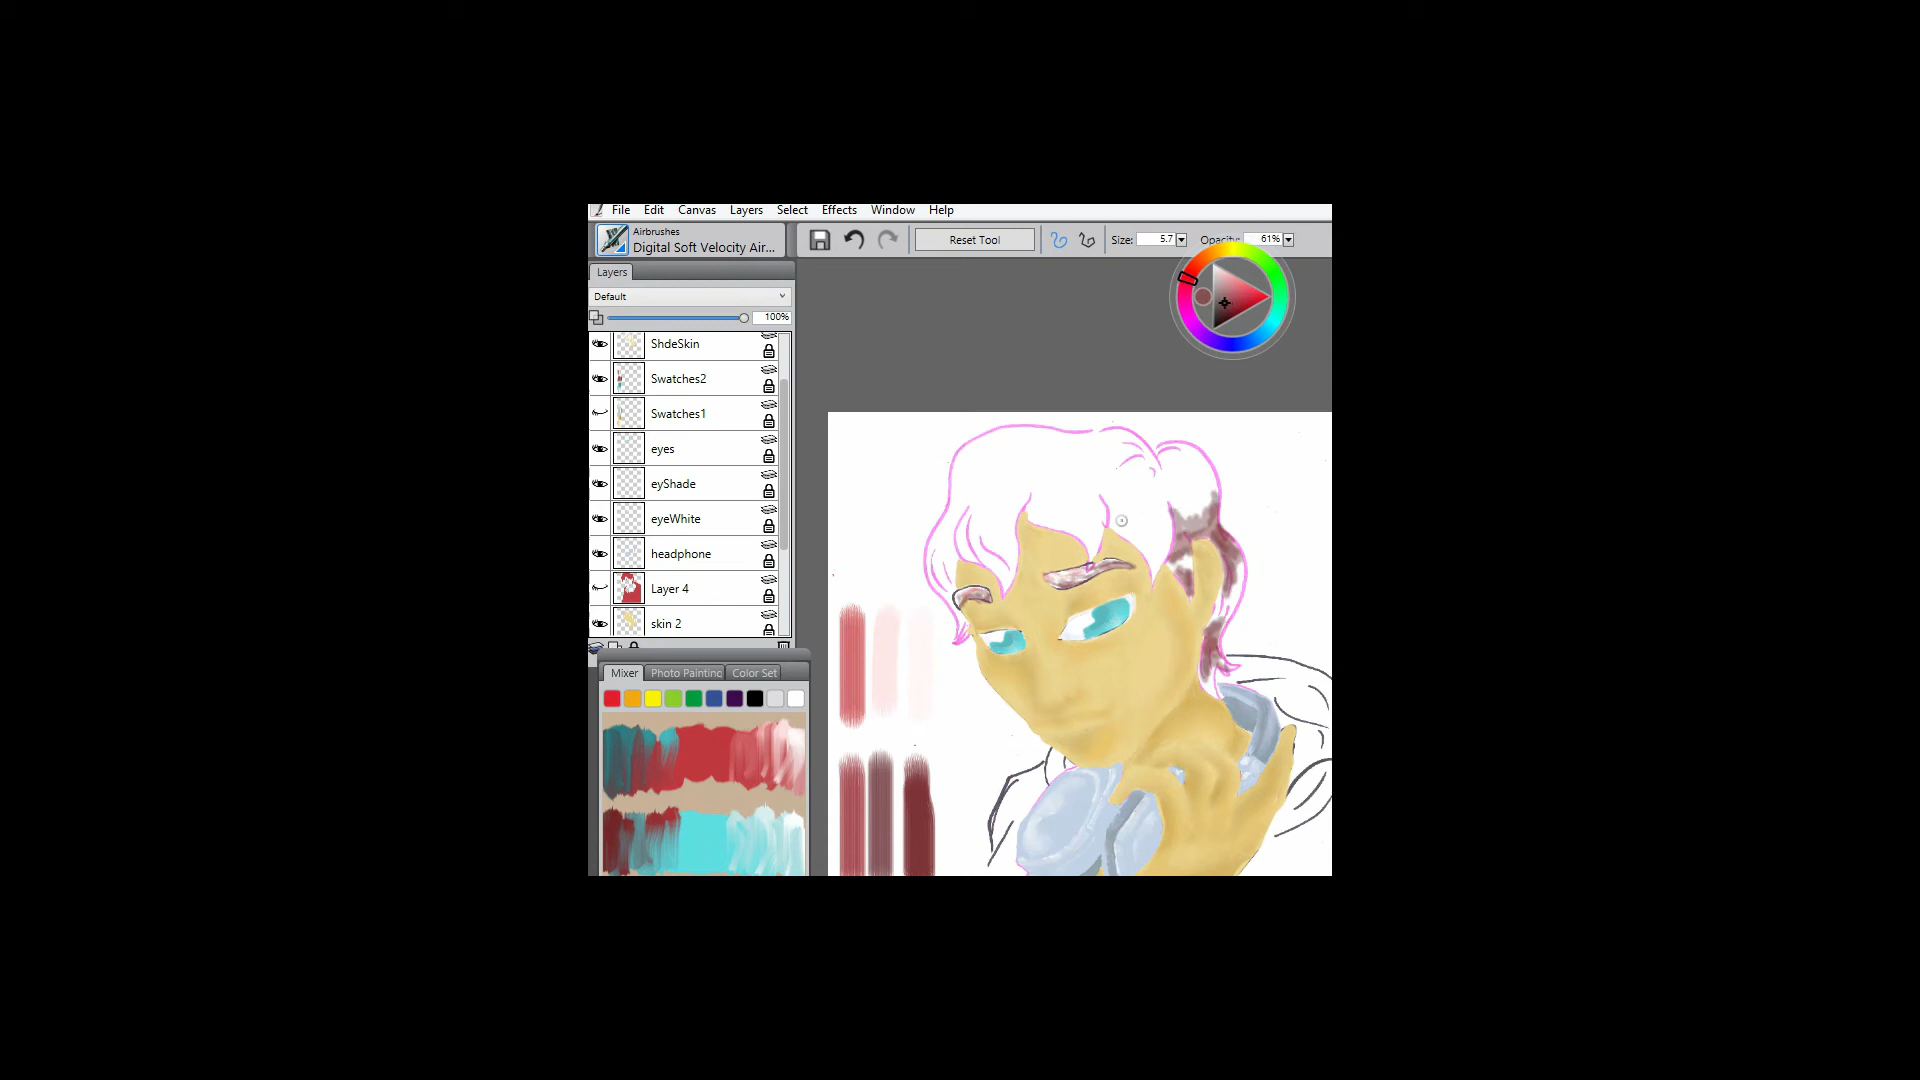 File Edit Canvas Layers Select Effects Window Help
Airbrushes
Digital Soft Velocity Air...
Reset Tool
Size: 5.7
Opacity: 61%
Layers
Default
100%
ShdeSkin
Swatches2
Swatches1
eyes
eyShade
eyeWhite
headphone
Layer 4
skin 2
Mixer Photo Painting Color Set